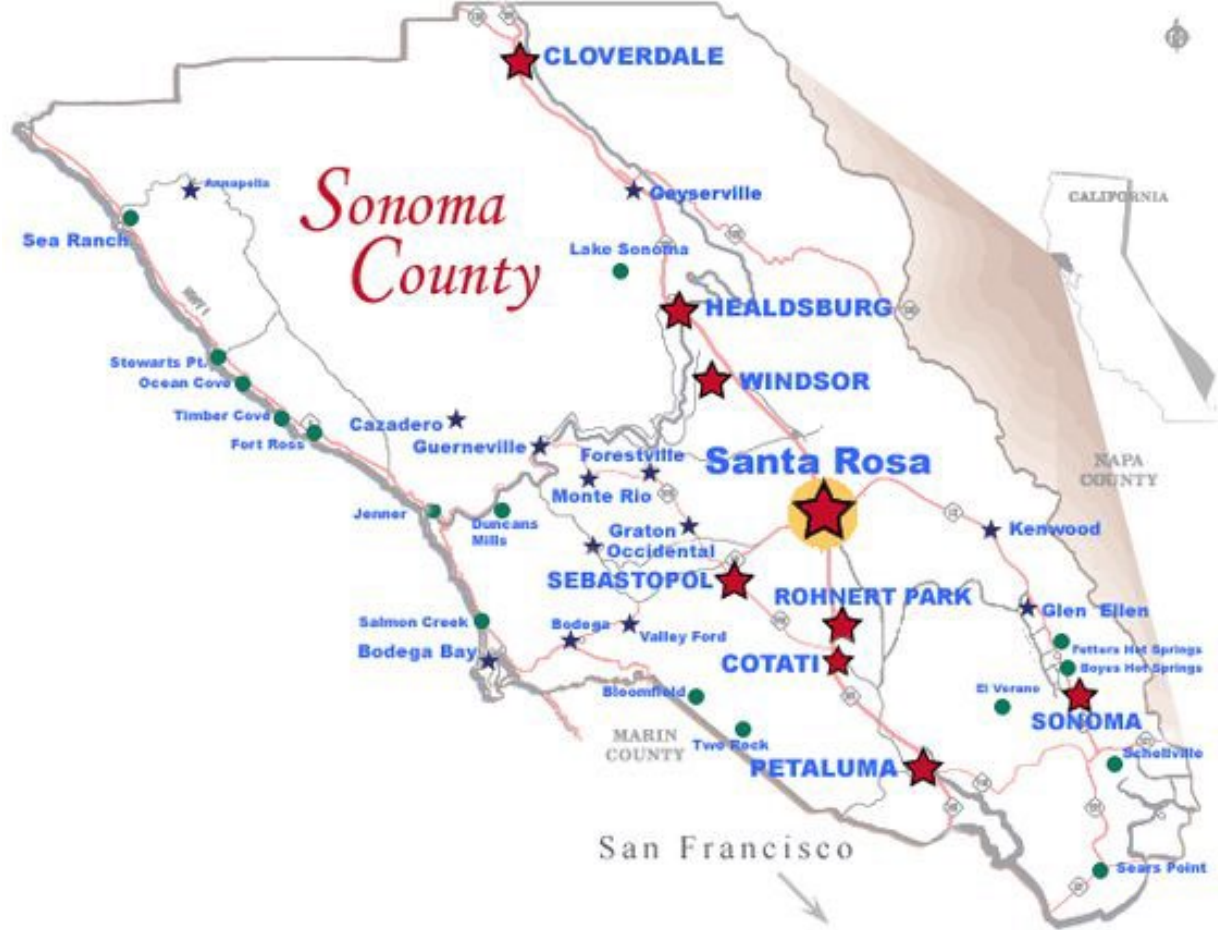 CLOVERDALE
Annapolis
Geyserville
Sonoma
County
CALIFORNIA
Sea Ranch
Lake Sonoma
HWY 1
HEALDSBURG
Stewarts Pt.
Ocean Cove
WINDSOR
Timber Cove
Cazadero
Fort Ross
Guerneville
Forestville
Santa Rosa
NAPA
COUNTY
Monte Rio
Jenner
Duncans
Mills
Graton
Kenwood
Occidental
SEBASTOPOL
ROHNERT PARK
Glen Ellen
Salmon Creek
Bodega
Valley Ford
Fetters Hot Springs
Bodega Bay
COTATI
Boyes Hot Springs
Bloomfield
El Verano
SONOMA
MARIN
COUNTY
Two Rock
PETALUMA
Schellville
San Francisco
Sears Point